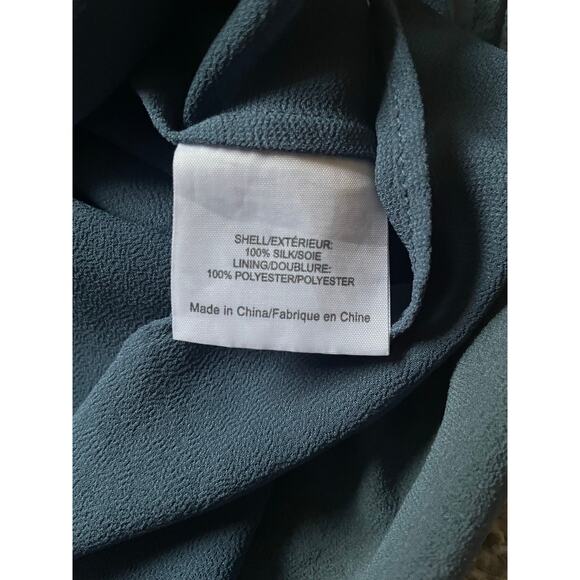 SHELL/EXTÉRIEUR:
100% SILK/SOIE
LINING/DOUBLURE:
100% POLYESTER/POLYESTER
Made in China/Fabrique en Chine